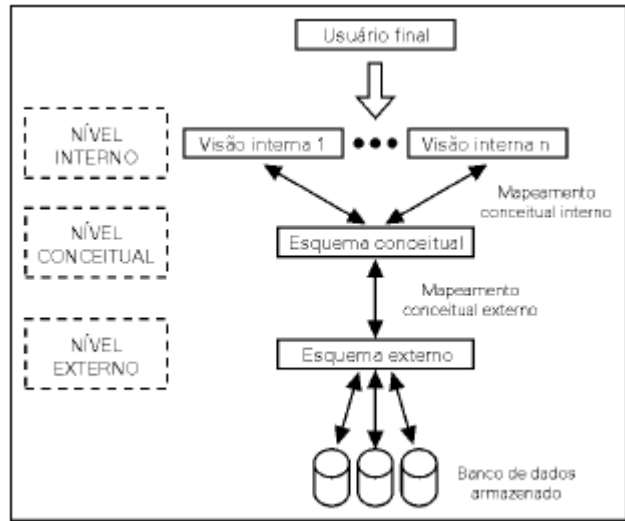 Usuário final
NÍVEL
INTERNO
Visão interna 1
Visão interna n
Mapeamento
conceitual interno
NÍVEL
CONCEITUAL
Esquema conceitual
Mapeamento
conceitual externo
NÍVEL
EXTERNO
Esquema externo
Banco de dados
armazenado